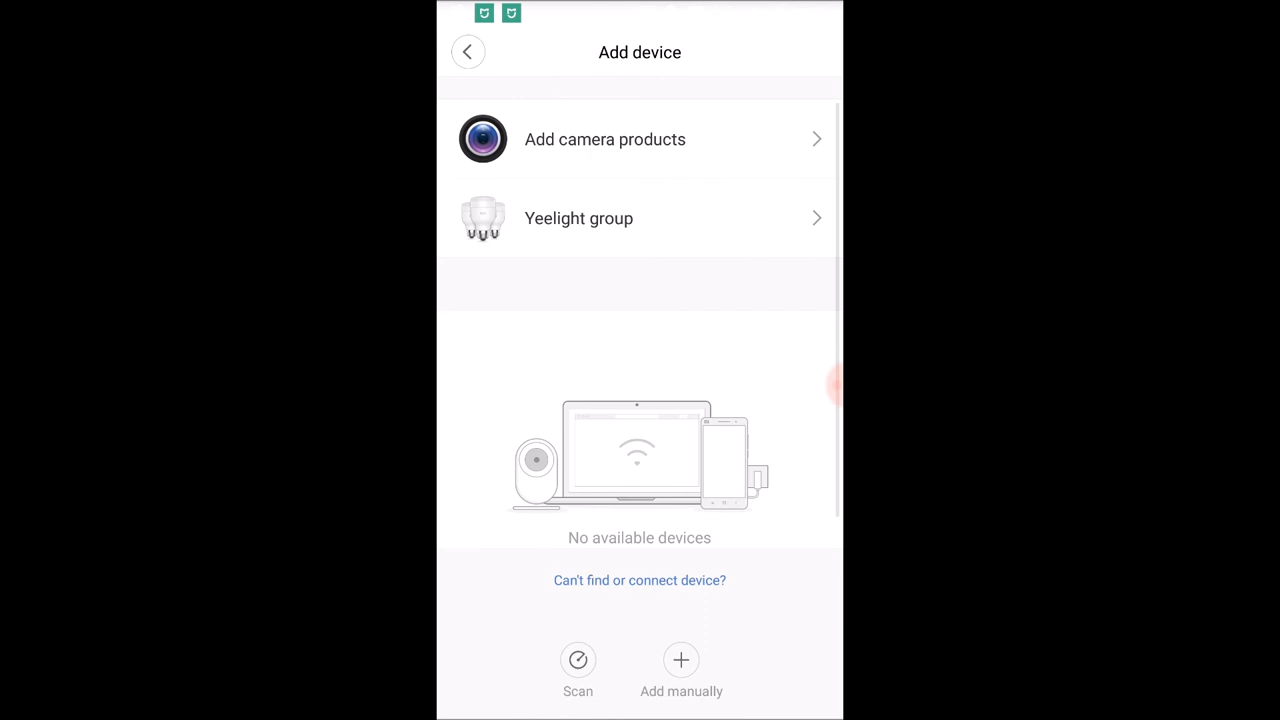 Add device
Add camera products
Yeelight group
No available devices
Can't find or connect device?
Scan
Add manually